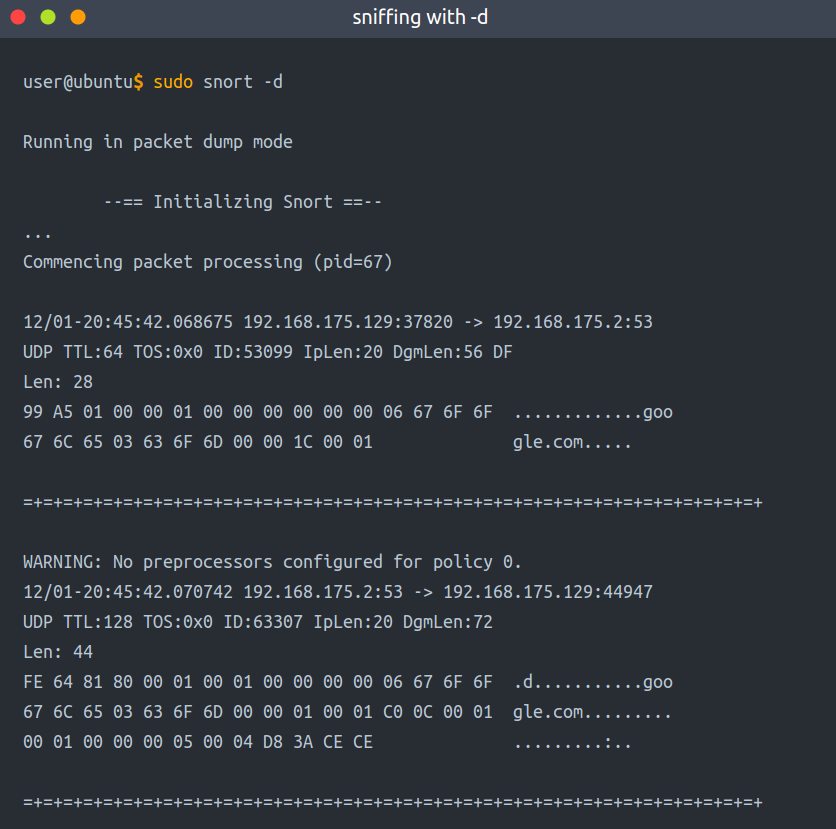 sniffing with -d
user@ubuntu$ sudo snort -d
Running in packet dump mode
--== Initializing Snort ==--
...
Commencing packet processing (pid=67)
12/01-20:45:42.068675 192.168.175.129:37820 -> 192.168.175.2:53
UDP TTL:64 TOS:0x0 ID:53099 IpLen:20 DgmLen:56 DF
Len: 28
99 A5 01 00 00 01 00 00 00 00 00 00 06 67 6F 6F  .............goo
67 6C 65 03 63 6F 6D 00 00 1C 00 01              gle.com.....
=+=+=+=+=+=+=+=+=+=+=+=+=+=+=+=+=+=+=+=+=+=+=+=+=+=+=+=+=+=+=+=+=+=+=+=+=+
WARNING: No preprocessors configured for policy 0.
12/01-20:45:42.070742 192.168.175.2:53 -> 192.168.175.129:44947
UDP TTL:128 TOS:0x0 ID:63307 IpLen:20 DgmLen:72
Len: 44
FE 64 81 80 00 01 00 01 00 00 00 00 06 67 6F 6F  .d...........goo
67 6C 65 03 63 6F 6D 00 00 01 00 01 C0 0C 00 01  gle.com.........
00 01 00 00 00 05 00 04 D8 3A CE CE              .........:..
=+=+=+=+=+=+=+=+=+=+=+=+=+=+=+=+=+=+=+=+=+=+=+=+=+=+=+=+=+=+=+=+=+=+=+=+=+